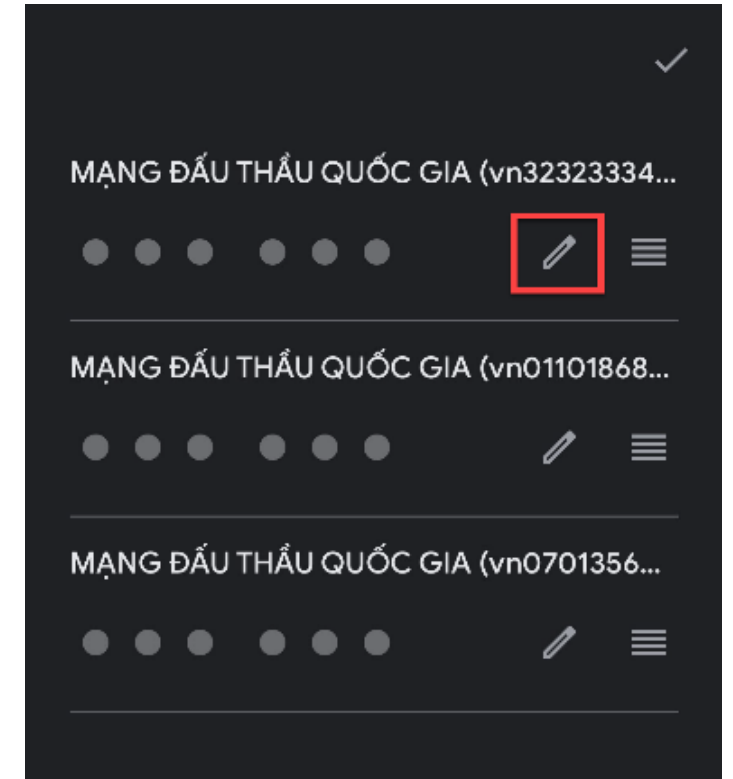 MẠNG ĐẤU THẦU QUỐC GIA (vn32323334...
MẠNG ĐẤU THẦU QUỐC GIA (vn01101868...
MẠNG ĐẤU THẦU QUỐC GIA (vn0701356...